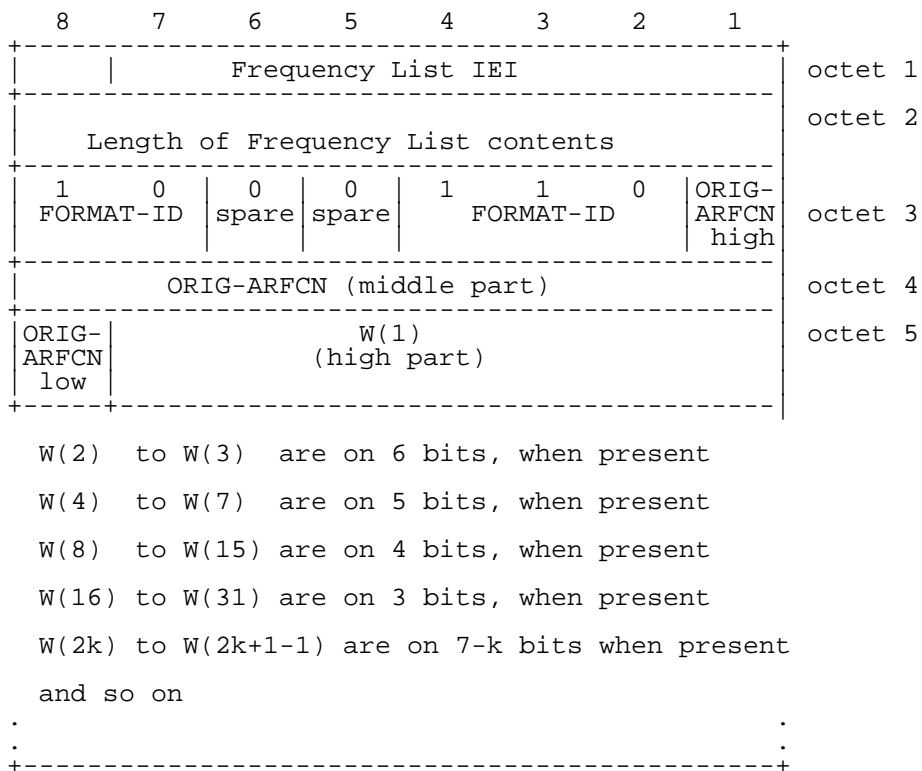 8 7 6 5 4 3 2 1
Frequency List IEI octet 1
octet 2
Length of Frequency List contents
1 0 0 0 1 1 0 ORIG-
FORMAT-ID spare spare FORMAT-ID ARFCN octet 3
high
ORIG-ARFCN (middle part) octet 4
ORIG- W(1) octet 5
ARFCN (high part)
low
W(2) to W(3) are on 6 bits, when present
W(4) to W(7) are on 5 bits, when present
W(8) to W(15) are on 4 bits, when present
W(16) to W(31) are on 3 bits, when present
W(2k) to W(2k+1-1) are on 7-k bits when present
and so on